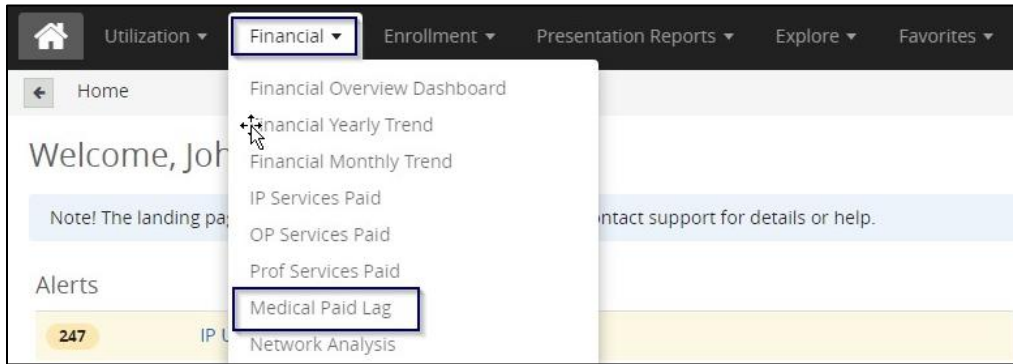 Utilization ▾ Financial ▾ Enrollment ▾ Presentation Reports ▾ Explore ▾ Favorites ▾
Home
Financial Overview Dashboard
Financial Yearly Trend
Welcome, Joh
Financial Monthly Trend
IP Services Paid
Note! The landing pa ntact support for details or help.
OP Services Paid
Prof Services Paid
Alerts
Medical Paid Lag
247 IP U
Network Analysis